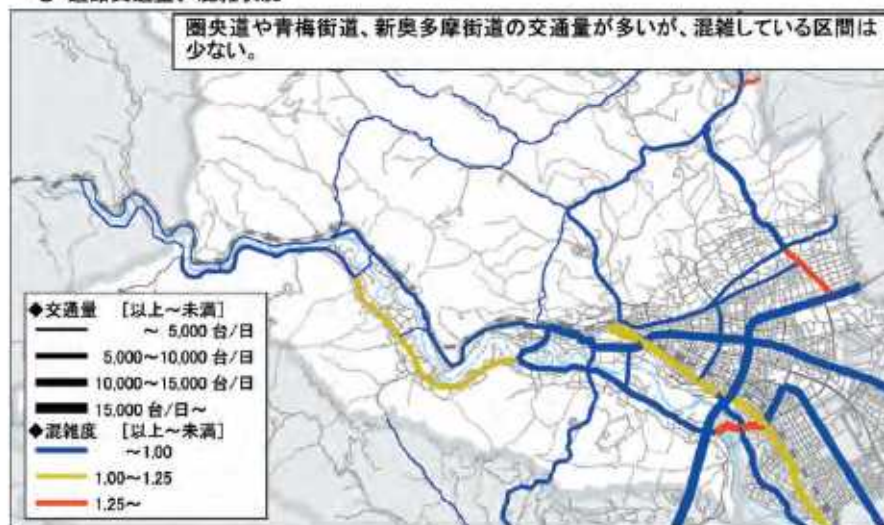 圏央道や青梅街道、新奥多摩街道の交通量が多いが、混雑している区間は
少ない。
◆交通量 [以上～未満]
～ 5,000 台/日
5,000～10,000 台/日
10,000～15,000 台/日
15,000 台/日～
◆混雑度 [以上～未満]
～1.00
1.00～1.25
1.25～